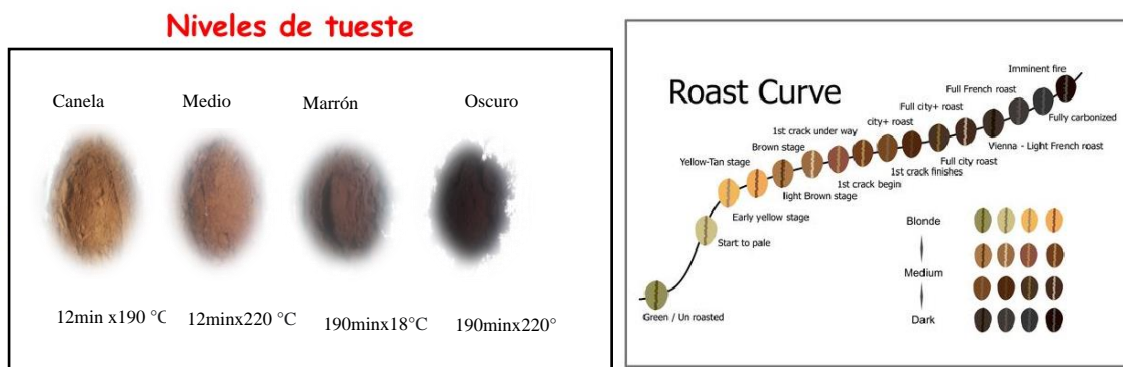 Niveles de tueste
Canela
Medio
Marrón
Oscuro
12min x190 °C
12minx220 °C
190minx18°C
190minx220°
Roast Curve
Imminent fire
Full French roast
Fully carbonized
Full city+ roast
Vienna - Light French roast
city+ roast
Full city roast
1st crack under way
1st crack finishes
Brown stage
1st crack begin
Yellow-Tan stage
light Brown stage
Early yellow stage
Start to pale
Green / Un roasted
Blonde
Medium
Dark